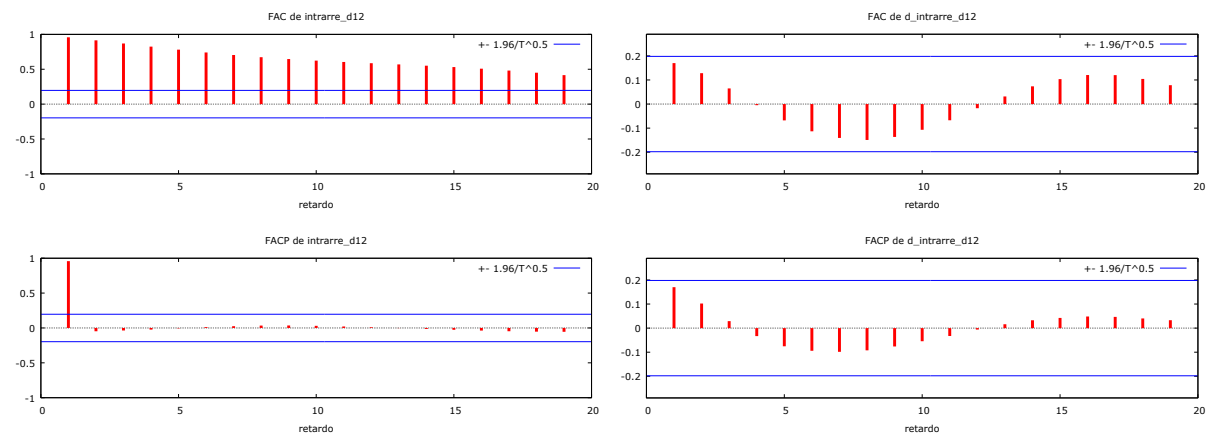 FAC de intrarre_d12
+- 1.96/T^0.5
1
0.5
0
-0.5
-1
0 5 10 15 20
retardo
FAC de d_intrarre_d12
+- 1.96/T^0.5
0.2
0.1
0
-0.1
-0.2
0 5 10 15 20
retardo
FACP de intrarre_d12
+- 1.96/T^0.5
1
0.5
0
-0.5
-1
0 5 10 15 20
retardo
FACP de d_intrarre_d12
+- 1.96/T^0.5
0.2
0.1
0
-0.1
-0.2
0 5 10 15 20
retardo